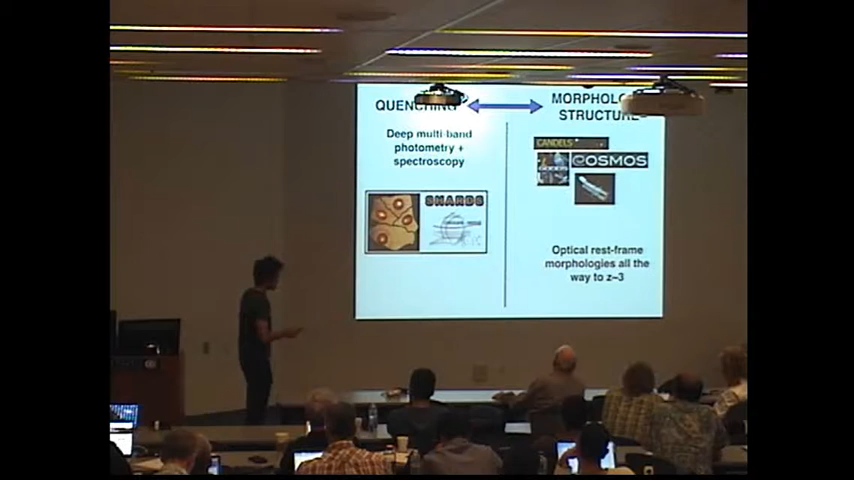 QUENCHING
Deep multi-band
photometry +
spectroscopy
SHARDS
MORPHOLOGY
STRUCTURE
CANDELS
COSMOS
Optical rest-frame
morphologies all the
way to z~3